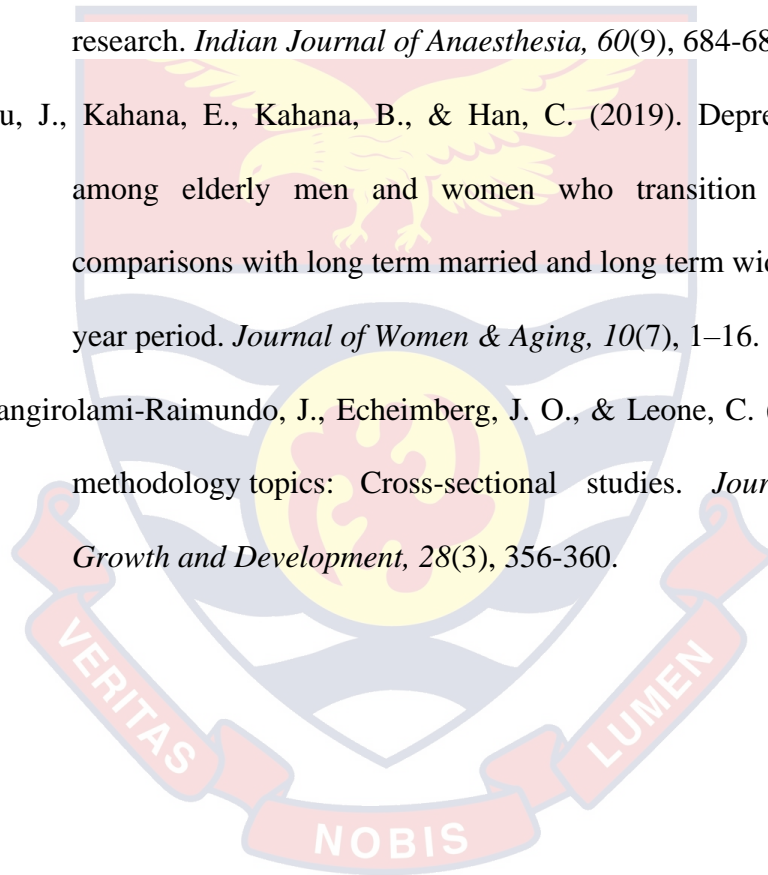 research. Indian Journal of Anaesthesia, 60(9), 684-68
u, J., Kahana, E., Kahana, B., & Han, C. (2019). Depre
among elderly men and women who transition
comparisons with long term married and long term wid
year period. Journal of Women & Aging, 10(7), 1–16.
angirolami-Raimundo, J., Echeimberg, J. O., & Leone, C. (
methodology topics: Cross-sectional studies. Jour
Growth and Development, 28(3), 356-360.
VERITAS
NOBIS
LUMEN